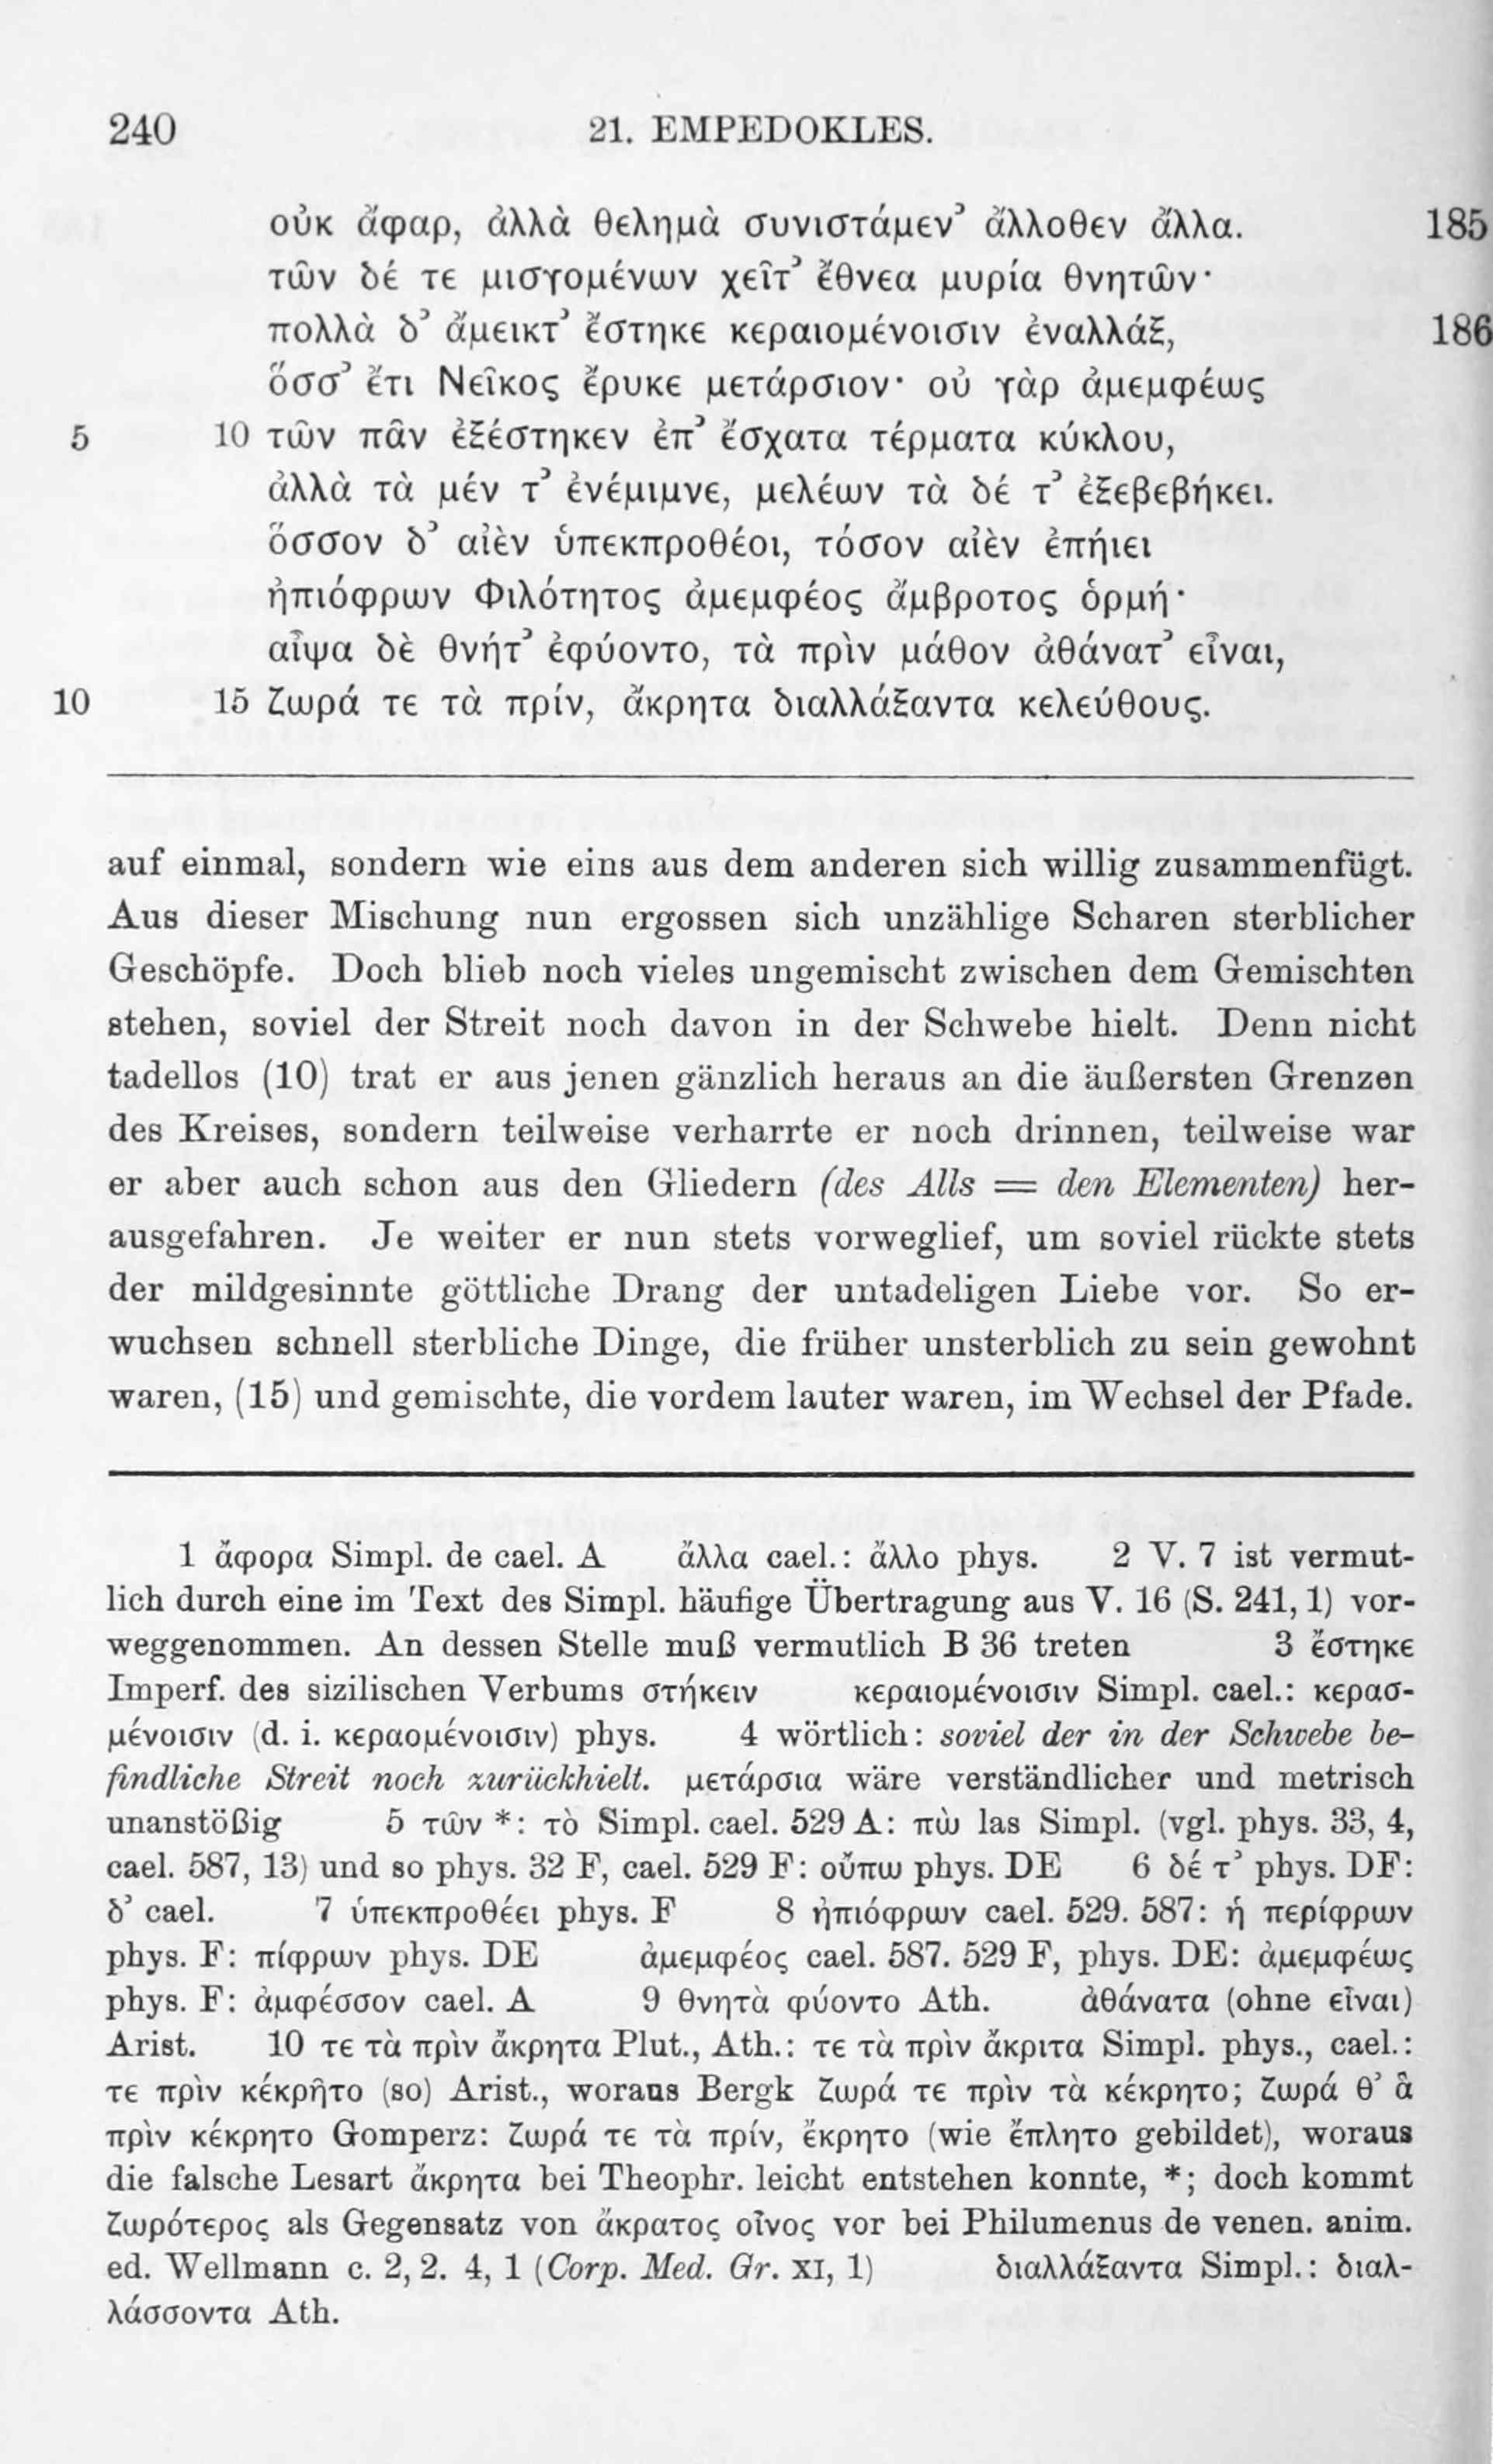 240 21. EMPEDOKLES.
οὐκ ἄφαρ, ἀλλὰ θελημὰ συνιστάμεν’ ἄλλοθεν ἄλλα. 185
τῶν δέ τε μισγομένων χεῖτ’ ἔθνεα μυρία θνητῶν·
πολλὰ δ’ ἄμεικτ’ ἔστηκε κεραιομένοισιν ἐναλλάξ, 186
ὅσσ’ ἔτι Νεῖκος ἔρυκε μετάρσιον· οὐ γὰρ ἀμεμφέως
5 10 τῶν πᾶν ἐξέστηκεν ἐπ’ ἔσχατα τέρματα κύκλου,
ἀλλὰ τὰ μέν τ’ ἐνέμιμνε, μελέων τὰ δέ τ’ ἐξεβεβήκει.
ὅσσον δ’ αἰὲν ὑπεκπροθέοι, τόσον αἰὲν ἐπήιει
ἠπιόφρων Φιλότητος ἀμεμφέος ἄμβροτος ὁρμή·
αἶψα δὲ θνήτ’ ἐφύοντο, τὰ πρὶν μάθον ἀθάνατ’ εἶναι,
10 15 ζωρά τε τὰ πρίν, ἄκρητα διαλλάξαντα κελεύθους.
auf einmal, sondern wie eins aus dem anderen sich willig zusammenfügt.
Aus dieser Mischung nun ergossen sich unzählige Scharen sterblicher
Geschöpfe. Doch blieb noch vieles ungemischt zwischen dem Gemischten
stehen, soviel der Streit noch davon in der Schwebe hielt. Denn nicht
tadellos (10) trat er aus jenen gänzlich heraus an die äußersten Grenzen
des Kreises, sondern teilweise verharrte er noch drinnen, teilweise war
er aber auch schon aus den Gliedern (des Alls = den Elementen) her-
ausgefahren. Je weiter er nun stets vorweglief, um soviel rückte stets
der mildgesinnte göttliche Drang der untadeligen Liebe vor. So er-
wuchsen schnell sterbliche Dinge, die früher unsterblich zu sein gewohnt
waren, (15) und gemischte, die vordem lauter waren, im Wechsel der Pfade.
1 ἄφορα Simpl. de cael. A ἄλλα cael.: ἄλλο phys. 2 V. 7 ist vermut-
lich durch eine im Text des Simpl. häufige Übertragung aus V. 16 (S. 241, 1) vor-
weggenommen. An dessen Stelle muß vermutlich B 36 treten 3 ἔστηκε
Imperf. des sizilischen Verbums στήκειν κεραιομένοισιν Simpl. cael.: κερασ-
μένοισιν (d. i. κεραομένοισιν) phys. 4 wörtlich: soviel der in der Schwebe be-
findliche Streit noch zurückhielt. μετάρσια wäre verständlicher und metrisch
unanstößig 5 τῶν *: τὸ Simpl. cael. 529 A: πὼ las Simpl. (vgl. phys. 33, 4,
cael. 587, 13) und so phys. 32 F, cael. 529 F: οὔπω phys. DE 6 δέ τ’ phys. DF:
δ’ cael. 7 ὑπεκπροθέει phys. F 8 ἠπιόφρων cael. 529. 587: ἡ περίφρων
phys. F: πίφρων phys. DE ἀμεμφέος cael. 587. 529 F, phys. DE: ἀμεμφέως
phys. F: ἀμφέσσον cael. A 9 θνητὰ φύοντο Ath. ἀθάνατα (ohne εἶναι)
Arist. 10 τε τὰ πρὶν ἄκρητα Plut., Ath.: τε τὰ πρὶν ἄκριτα Simpl. phys., cael.:
τε πρὶν κέκρητο (so) Arist., woraus Bergk ζωρά τε πρὶν τὰ κέκρητο; ζωρά θ’ ἃ
πρὶν κέκρητο Gomperz: ζωρά τε τὰ πρίν, ἔκρητο (wie ἔπλητο gebildet), woraus
die falsche Lesart ἄκρητα bei Theophr. leicht entstehen konnte, *; doch kommt
ζωρότερος als Gegensatz von ἄκρατος οἶνος vor bei Philumenus de venen. anim.
ed. Wellmann c. 2, 2. 4, 1 (Corp. Med. Gr. XI, 1) διαλλάξαντα Simpl.: διαλ-
λάσσοντα Ath.